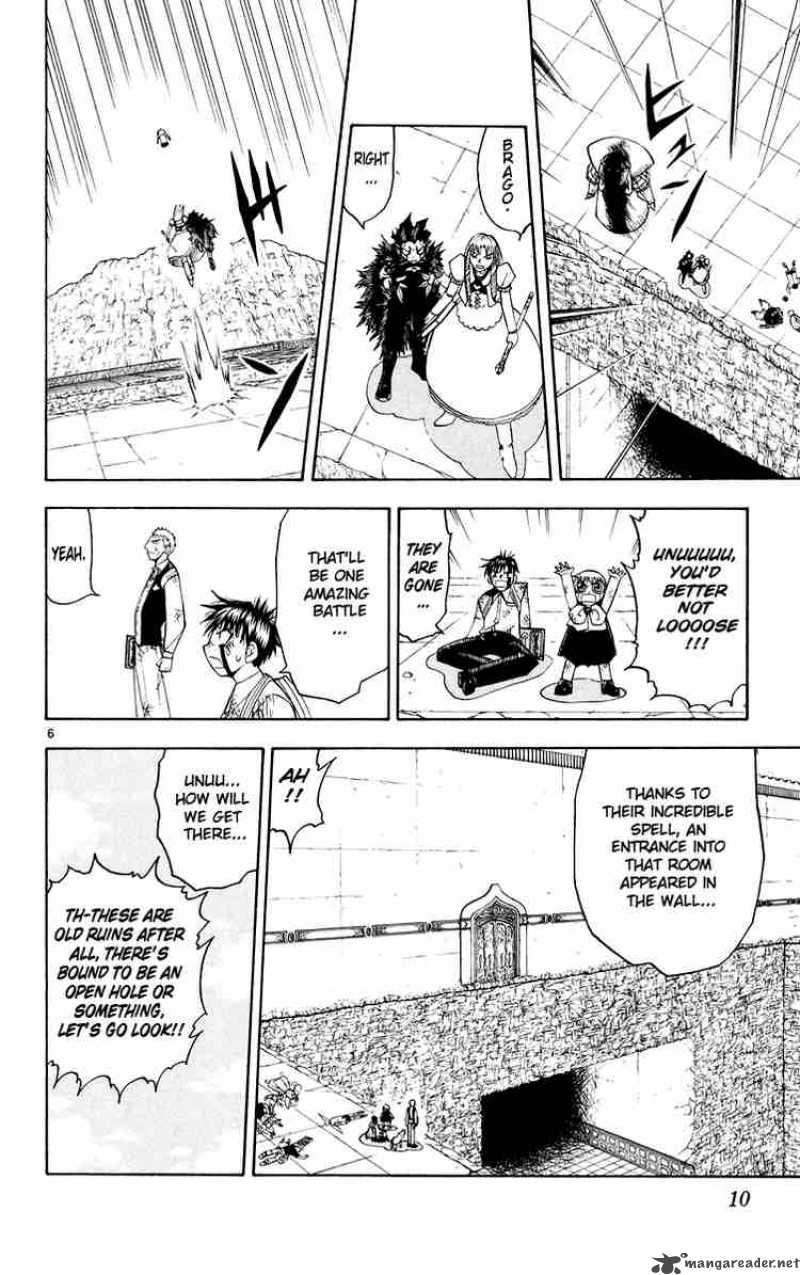 BRAGO.
RIGHT
...
UNUUUUU,
YOU'D
BETTER
NOT
LOOOOSE
!!!
THEY
ARE
GONE
...
THAT'LL
BE ONE
AMAZING
BATTLE
...
YEAH.
6
THANKS TO
THEIR INCREDIBLE
SPELL, AN
ENTRANCE INTO
THAT ROOM
APPEARED IN
THE WALL...
AH
!!
UNUU...
HOW WILL
WE GET
THERE...
TH-THESE ARE
OLD RUINS AFTER
ALL, THERE'S
BOUND TO BE AN
OPEN HOLE OR
SOMETHING,
LET'S GO LOOK!!
10
mangareader.net